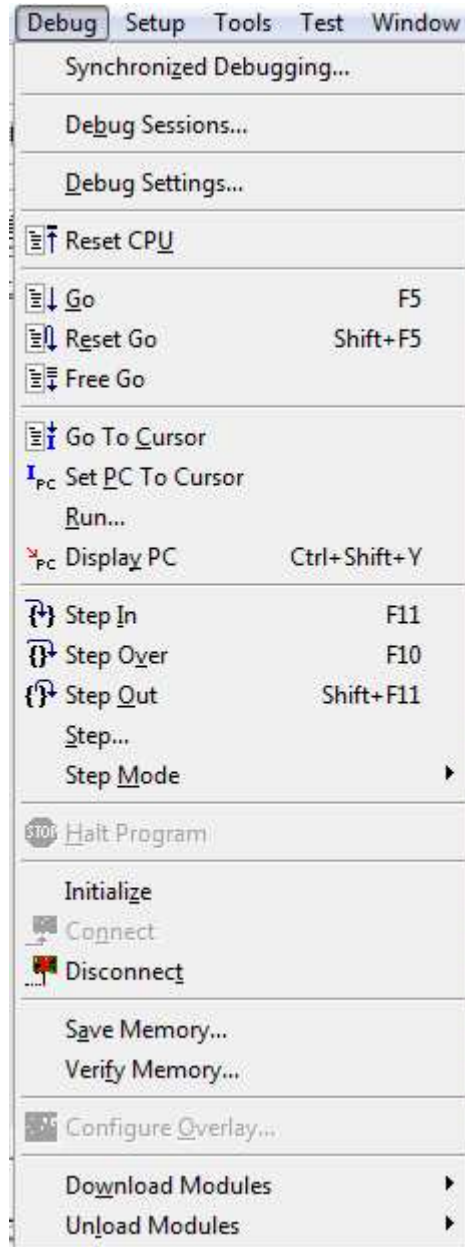 Debug Setup Tools Test Window
Synchronized Debugging...
Debug Sessions...
Debug Settings...
Reset CPU
Go F5
Reset Go Shift+F5
Free Go
Go To Cursor
PC Set PC To Cursor
Run...
PC Display PC Ctrl+Shift+Y
Step In F11
Step Over F10
Step Out Shift+F11
Step...
Step Mode
STOP Halt Program
Initialize
Connect
Disconnect
Save Memory...
Verify Memory...
Configure Overlay...
Download Modules
Unload Modules